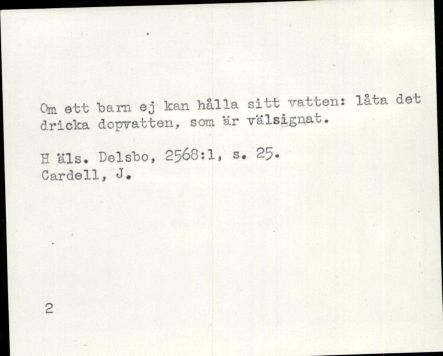 Om ett barn ej kan hålla sitt vatten: låta det
dricka dopvatten, som är välsignat.
H äls. Delsbo, 2568:1, s. 25.
Cardell, J.
2